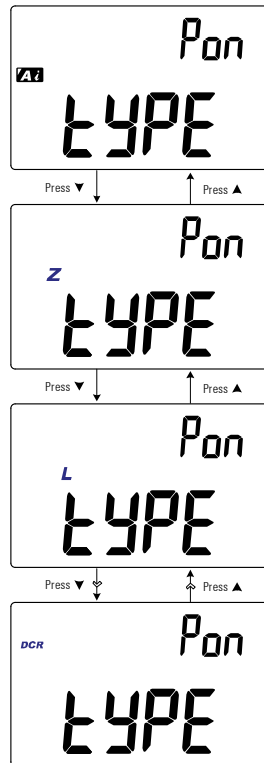 Pon
Ai
tYPE
Press ▼
Press ▲
Pon
Z
tYPE
Press ▼
Press ▲
Pon
L
tYPE
Press ▼
Press ▲
Pon
DCR
tYPE